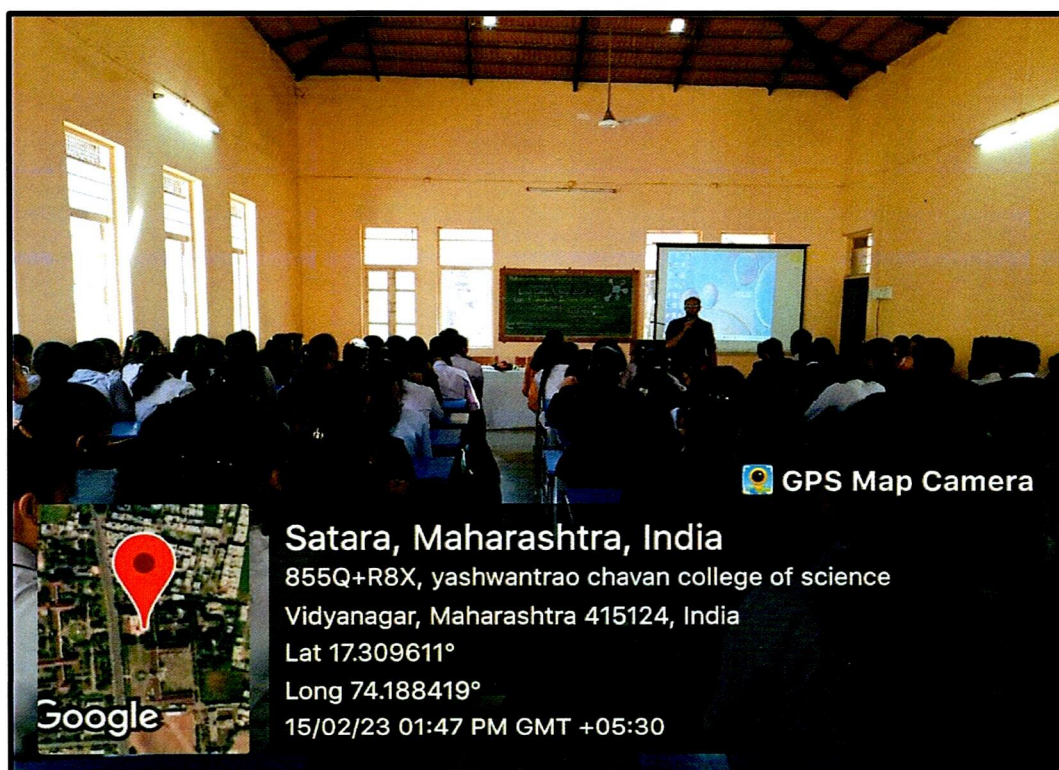 GPS Map Camera
Satara, Maharashtra, India
855Q+R8X, yashwantrao chavan college of science
Vidyanagar, Maharashtra 415124, India
Lat 17.309611°
Long 74.188419°
15/02/23 01:47 PM GMT +05:30
Google